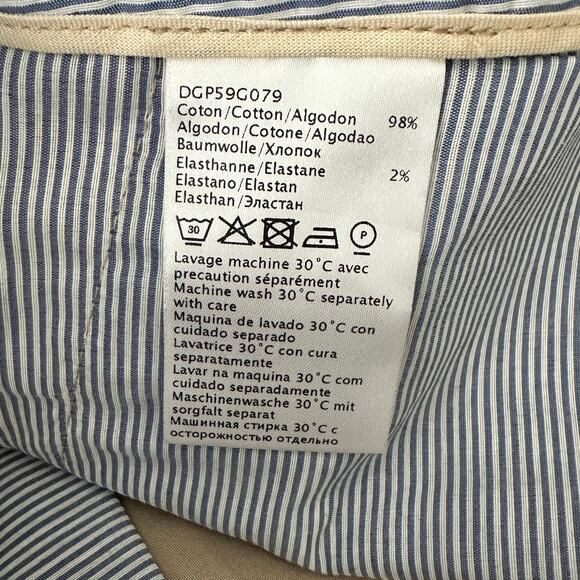 DGP59G079
Coton/Cotton/Algodon 98%
Algodon/Cotone/Algodao
Baumwolle/Хлопок
Elasthanne/Elastane 2%
Elastano/Elastan
Elasthan/Эластан
30 P
Lavage machine 30°C avec
precaution séparément
Machine wash 30°C separately
with care
Maquina de lavado 30°C con
cuidado separado
Lavatrice 30°C con cura
separatamente
Lavar na maquina 30°C com
cuidado separadamente
Maschinenwasche 30°C mit
sorgfalt separat
Машинная стирка 30°C с
осторожностью отдельно